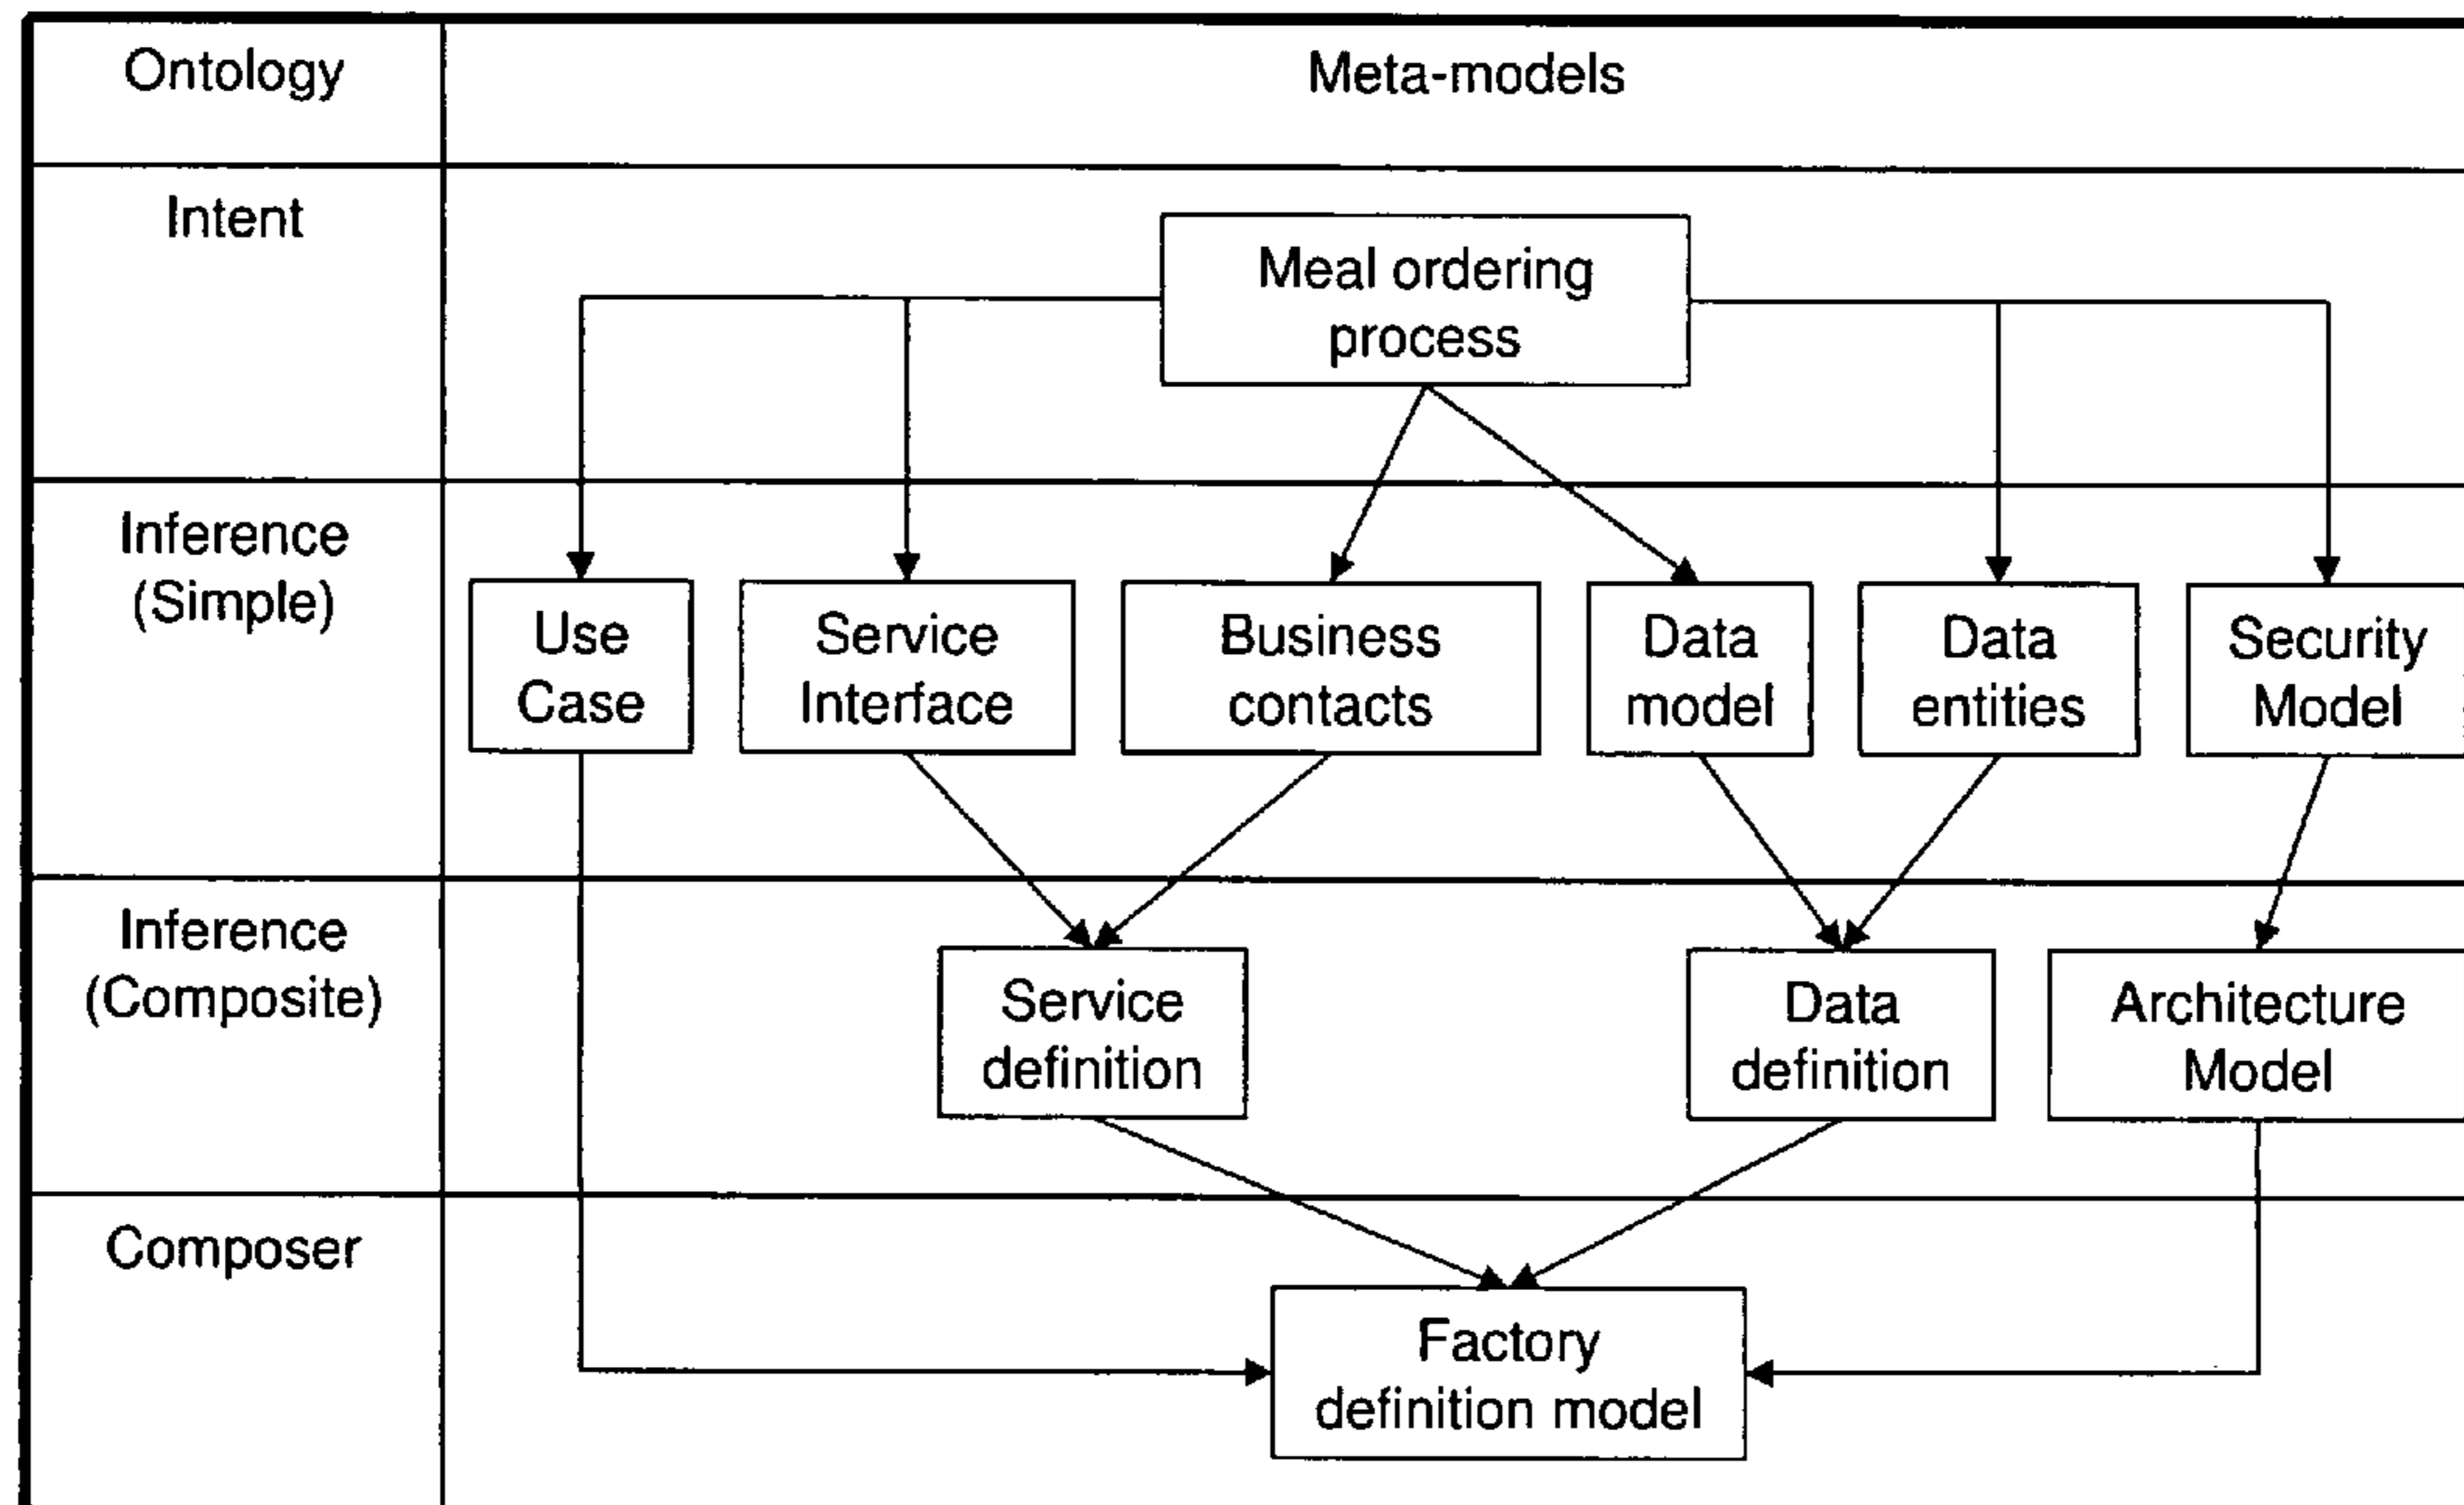 Ontology
Meta-models
Intent
Meal ordering
process
Inference
(Simple)
Use
Case
Service
Interface
Business
contacts
Data
model
Data
entities
Security
Model
Inference
(Composite)
Service
definition
Data
definition
Architecture
Model
Composer
Factory
definition model